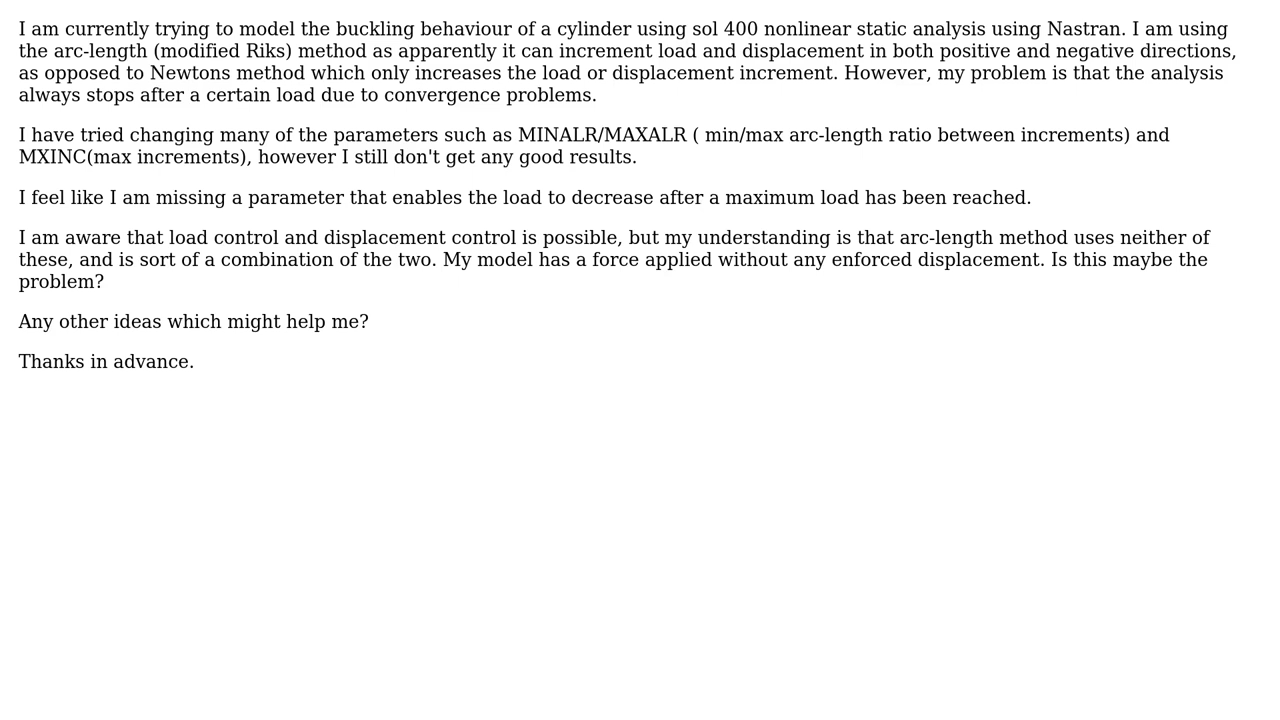 I am currently trying to model the buckling behaviour of a cylinder using sol 400 nonlinear static analysis using Nastran. I am using
the arc-length (modified Riks) method as apparently it can increment load and displacement in both positive and negative directions,
as opposed to Newtons method which only increases the load or displacement increment. However, my problem is that the analysis
always stops after a certain load due to convergence problems.
I have tried changing many of the parameters such as MINALR/MAXALR ( min/max arc-length ratio between increments) and
MXINC(max increments), however I still don't get any good results.
I feel like I am missing a parameter that enables the load to decrease after a maximum load has been reached.
I am aware that load control and displacement control is possible, but my understanding is that arc-length method uses neither of
these, and is sort of a combination of the two. My model has a force applied without any enforced displacement. Is this maybe the
problem?
Any other ideas which might help me?
Thanks in advance.